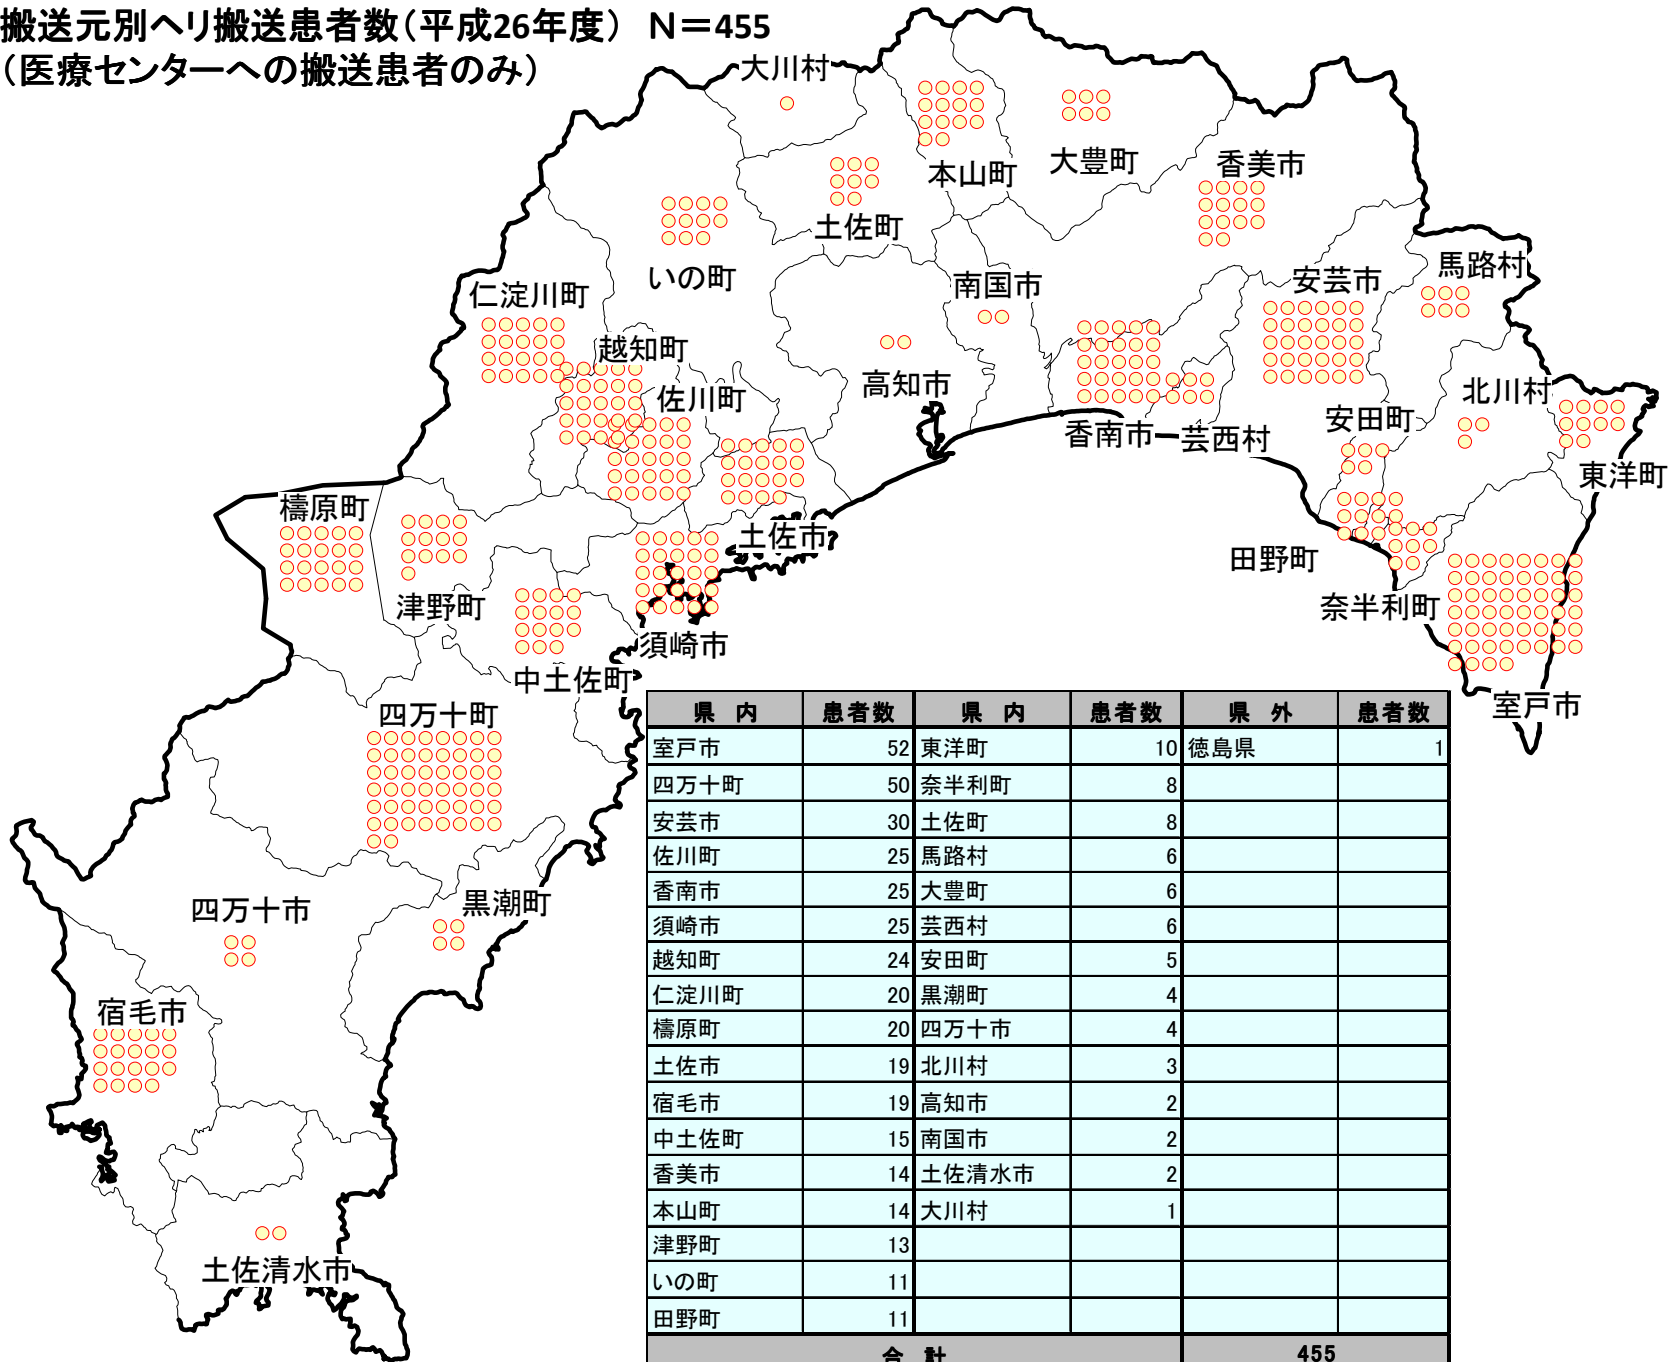 搬送元別ヘリ搬送患者数（平成26年度） N＝455
（医療センターへの搬送患者のみ）
大川村
本山町
大豊町
香美市
土佐町
いの町
仁淀川町
南国市
安芸市
馬路村
越知町
高知市
佐川町
北川村
安田町
香南市
芸西村
東洋町
檮原町
土佐市
田野町
津野町
奈半利町
須崎市
中土佐町
室戸市
四万十町
四万十市
黒潮町
宿毛市
土佐清水市
県 内 患者数 県 内 患者数 県 外 患者数
室戸市 52 東洋町 10 徳島県 1
四万十町 50 奈半利町 8
安芸市 30 土佐町 8
佐川町 25 馬路村 6
香南市 25 大豊町 6
須崎市 25 芸西村 6
越知町 24 安田町 5
仁淀川町 20 黒潮町 4
檮原町 20 四万十市 4
土佐市 19 北川村 3
宿毛市 19 高知市 2
中土佐町 15 南国市 2
香美市 14 土佐清水市 2
本山町 14 大川村 1
津野町 13
いの町 11
田野町 11
合 計 455